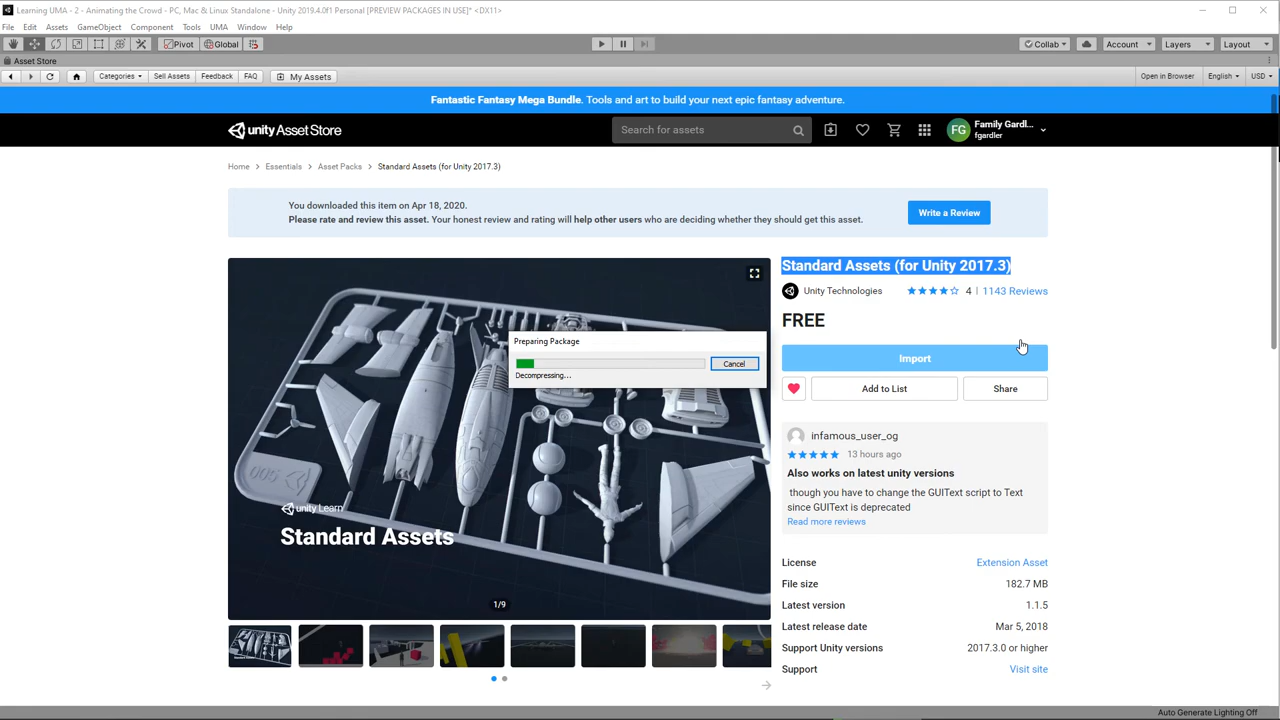 Learning UMA - 2 - Animating the Crowd - PC, Mac & Linux Standalone - Unity 2019.4.0f1 Personal [PREVIEW PACKAGES IN USE]* <DX11>
File Edit Assets GameObject Component Tools UMA Window Help
Pivot Global Collab Account Layers Layout
Asset Store
Categories Sell Assets Feedback FAQ My Assets Open in Browser English USD
Fantastic Fantasy Mega Bundle. Tools and art to build your next epic fantasy adventure.
unity Asset Store
Search for assets
FG
Family Gardl...
fgardler
Home > Essentials > Asset Packs > Standard Assets (for Unity 2017.3)
You downloaded this item on Apr 18, 2020.
Please rate and review this asset. Your honest review and rating will help other users who are deciding whether they should get this asset.
Write a Review
Standard Assets (for Unity 2017.3)
Unity Technologies 4 | 1143 Reviews
FREE
Preparing Package
Cancel
Decompressing...
Import
Add to List
Share
infamous_user_og
13 hours ago
Also works on latest unity versions
though you have to change the GUIText script to Text
since GUIText is deprecated
Read more reviews
005
unity Learn
Standard Assets
1/9
License Extension Asset
File size 182.7 MB
Latest version 1.1.5
Latest release date Mar 5, 2018
Support Unity versions 2017.3.0 or higher
Support Visit site
Auto Generate Lighting Off